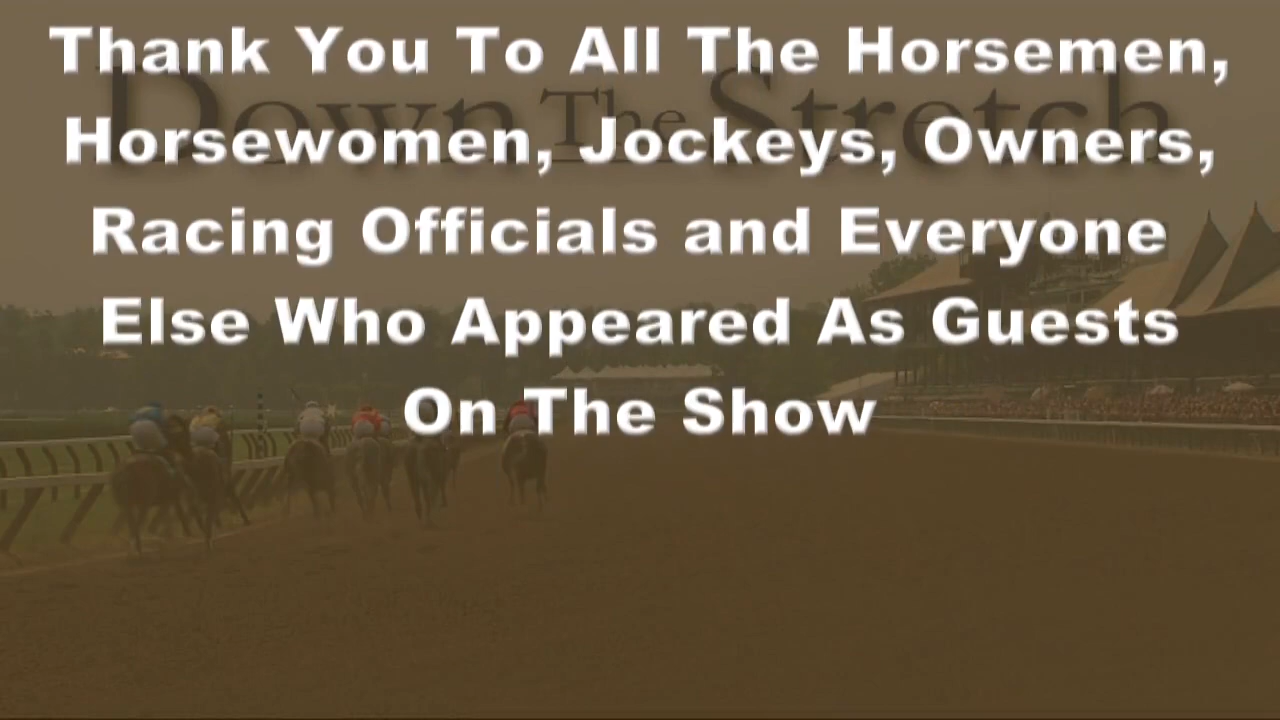 Thank You To All The Horsemen,
Down The Stretch
Horsewomen, Jockeys, Owners,
Racing Officials and Everyone
Else Who Appeared As Guests
On The Show